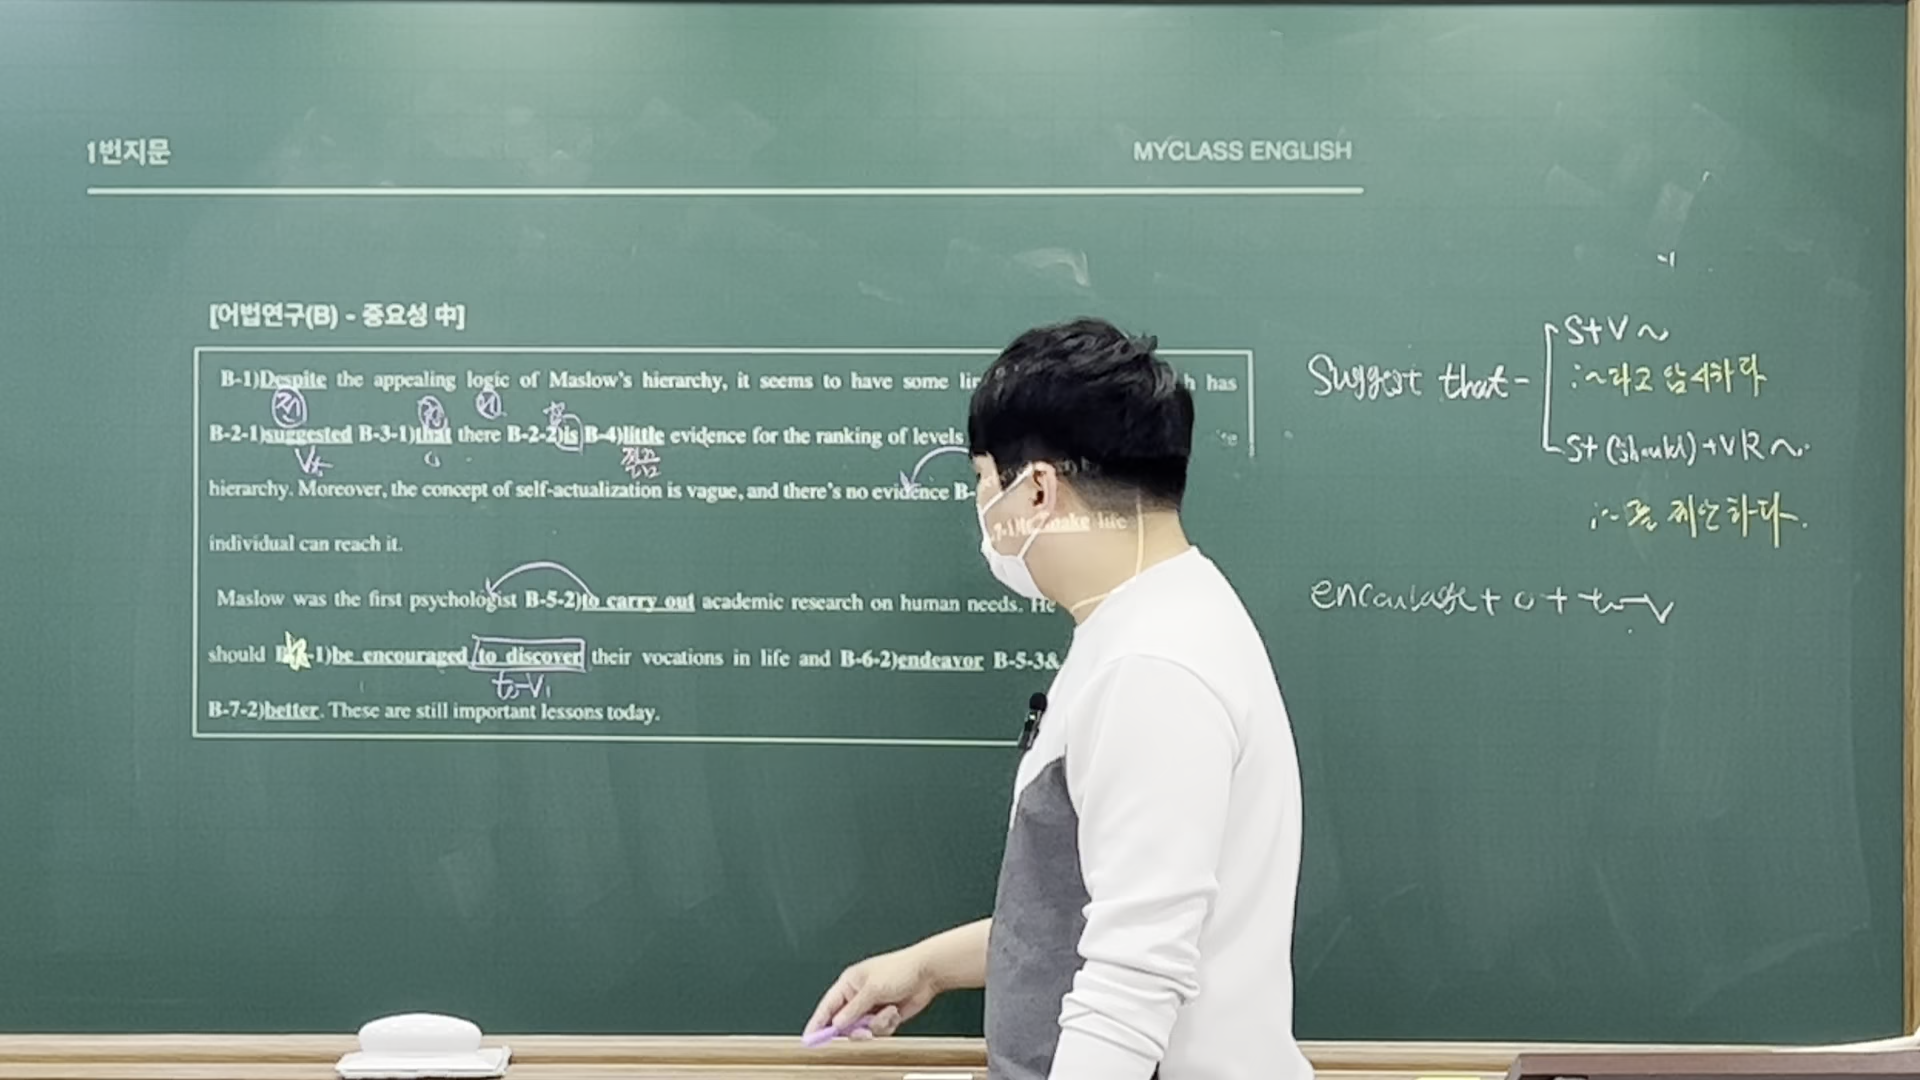 1번지문
MYCLASS ENGLISH
[어법연구(B) - 중요성 中]
B-1)Despite the appealing logic of Maslow's hierarchy, it seems to have some has
전 전
B-2-1)suggested B-3-1)that there B-2-2)is B-4)little evidence for the ranking of levels
Vt
hierarchy. Moreover, the concept of self-actualization is vague, and there's no evidence B-
individual can reach it.
Maslow was the first psychologist B-5-2)to carry out academic research on human needs. He make life
should be encouraged to discover their vocations in life and B-6-2)endeavor B-5-3&
to-V
B-7-2)better. These are still important lessons today.
Suggest that -
S+V ~
: ~라고 암시하다
S+(should)+VR ~.
: ~를 제안하다.
encourage + o + to-V